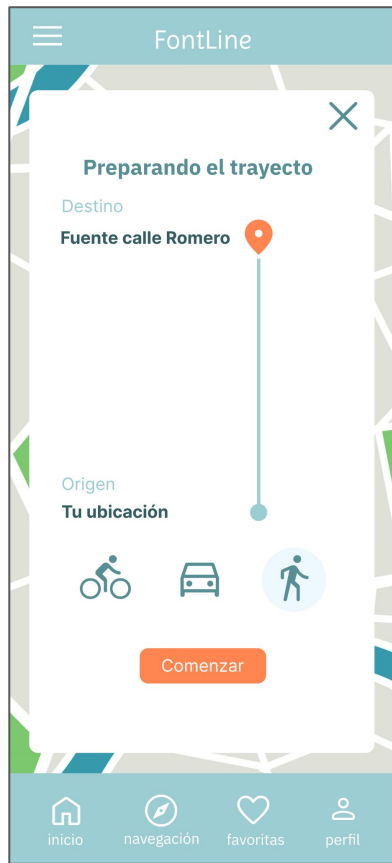 FontLine
Preparando el trayecto
Destino
Fuente calle Romero
Origen
Tu ubicación
Comenzar
inicio navegación favoritas perfil